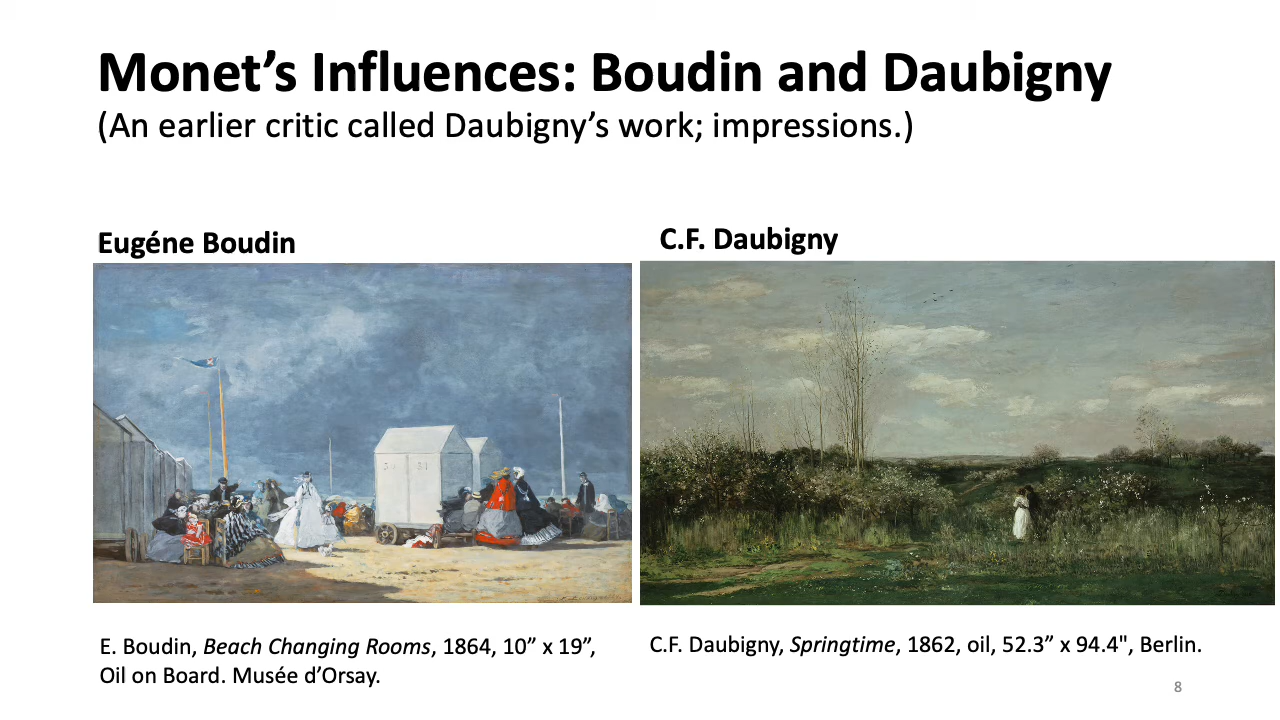 Monet’s Influences: Boudin and Daubigny
(An earlier critic called Daubigny’s work; impressions.)
Eugéne Boudin
C.F. Daubigny
E. Boudin, Beach Changing Rooms, 1864, 10” x 19”,
Oil on Board. Musée d’Orsay.
C.F. Daubigny, Springtime, 1862, oil, 52.3” x 94.4", Berlin.
8